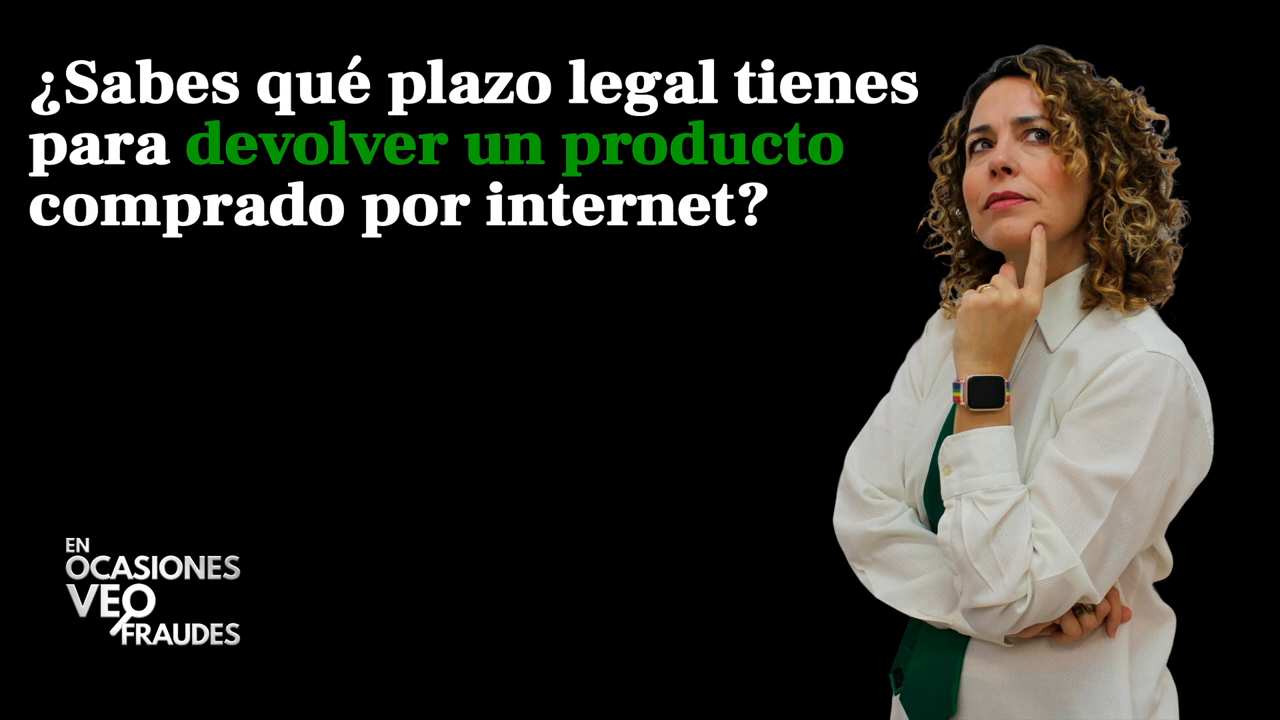 ¿Sabes qué plazo legal tienes
para devolver un producto
comprado por internet?
EN
OCASIONES
VEO
FRAUDES